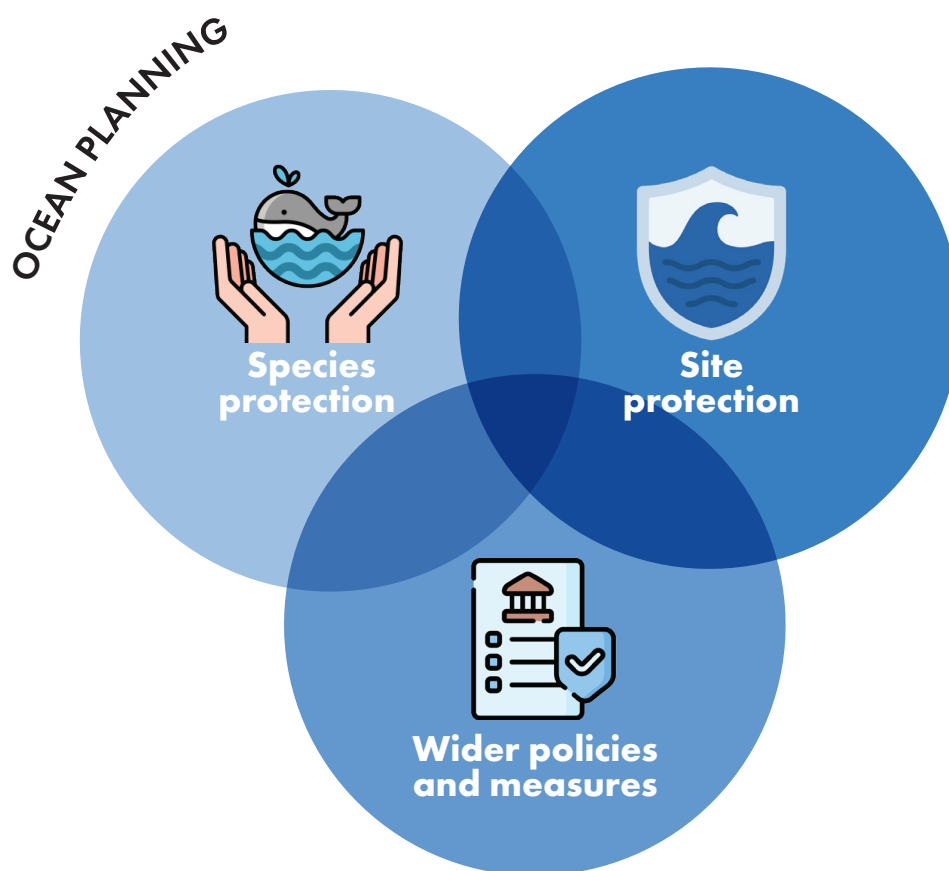 OCEAN PLANNING
Species
protection
Site
protection
Wider policies
and measures